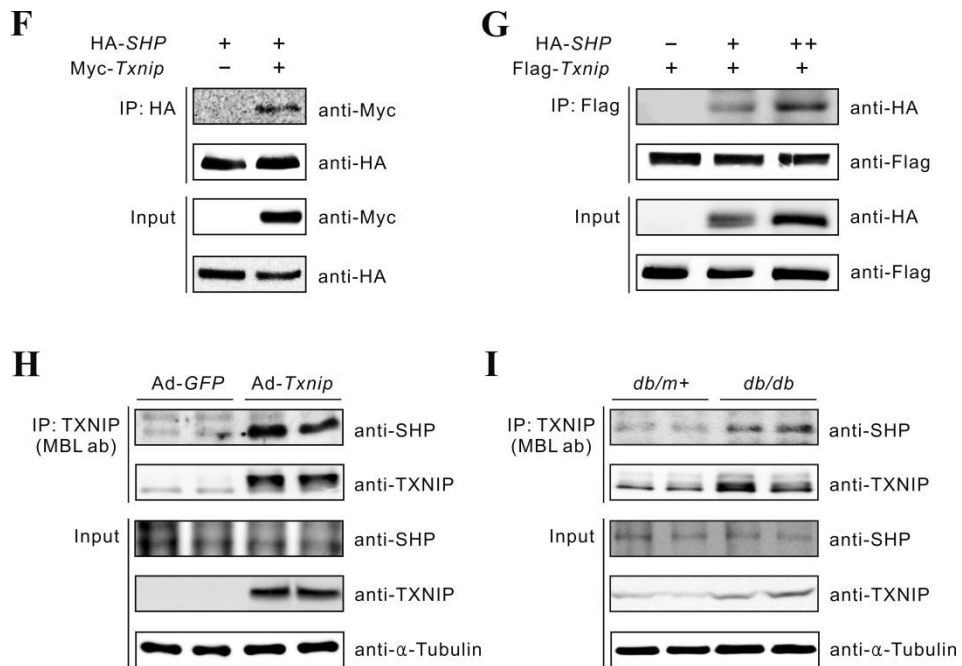 F
HA-SHP + +
Myc-Txnip – +
IP: HA anti-Myc
anti-HA
Input anti-Myc
anti-HA
G
HA-SHP – + ++
Flag-Txnip + + +
IP: Flag anti-HA
anti-Flag
Input anti-HA
anti-Flag
H
Ad-GFP Ad-Txnip
IP: TXNIP anti-SHP
(MBL ab)
anti-TXNIP
Input anti-SHP
anti-TXNIP
anti-α-Tubulin
I
db/m+ db/db
IP: TXNIP anti-SHP
(MBL ab)
anti-TXNIP
Input anti-SHP
anti-TXNIP
anti-α-Tubulin